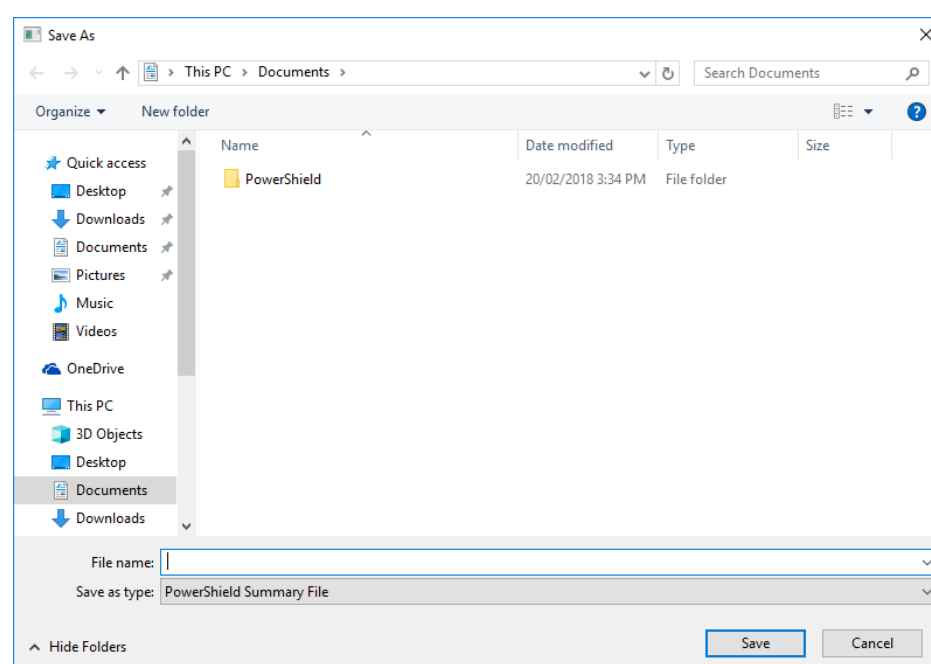 Save As
This PC > Documents >
Search Documents
Organize
New folder
Name
Date modified
Type
Size
PowerShield
20/02/2018 3:34 PM
File folder
Quick access
Desktop
Downloads
Documents
Pictures
Music
Videos
OneDrive
This PC
3D Objects
Desktop
Documents
Downloads
File name:
Save as type: PowerShield Summary File
Hide Folders
Save
Cancel